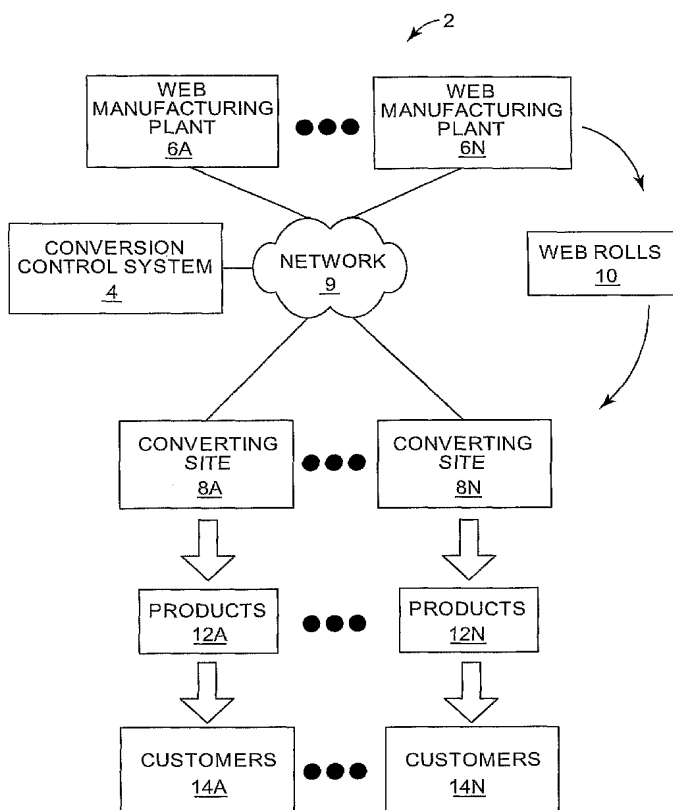 2
WEB
MANUFACTURING
PLANT
6A
WEB
MANUFACTURING
PLANT
6N
CONVERSION
CONTROL SYSTEM
4
NETWORK
9
WEB ROLLS
10
CONVERTING
SITE
8A
CONVERTING
SITE
8N
PRODUCTS
12A
PRODUCTS
12N
CUSTOMERS
14A
CUSTOMERS
14N